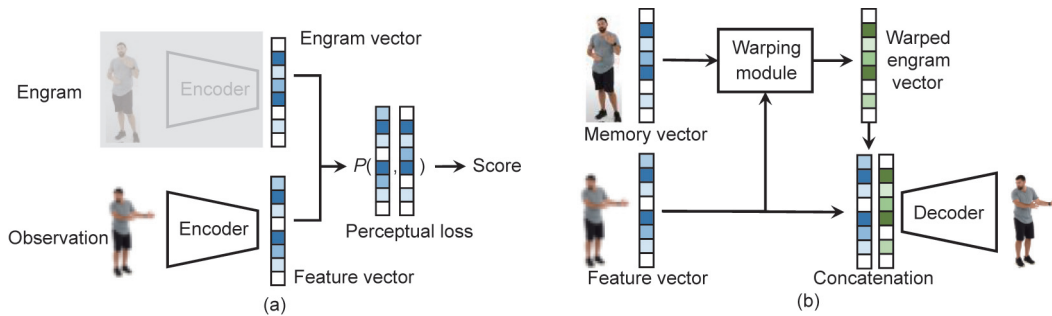 Engram vector
Engram
Encoder
P( , )
Score
Perceptual loss
Observation
Encoder
Feature vector
(a)
Warping
module
Warped
engram
vector
Memory vector
Decoder
Feature vector
Concatenation
(b)